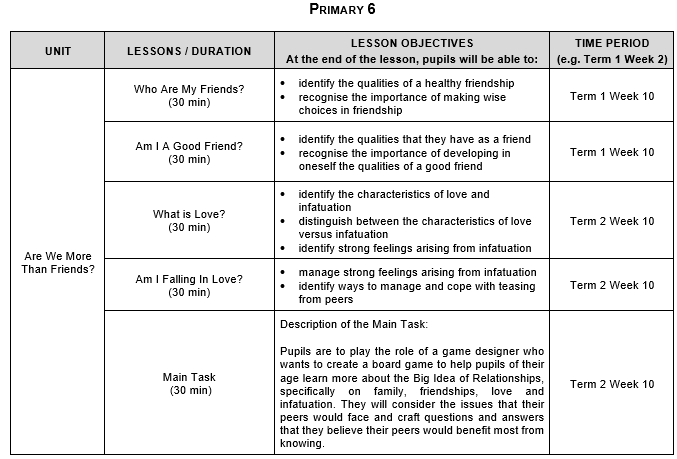 PRIMARY 6
UNIT
LESSONS / DURATION
LESSON OBJECTIVES
At the end of the lesson, pupils will be able to:
TIME PERIOD
(e.g. Term 1 Week 2)
Are We More
Than Friends?
Who Are My Friends?
(30 min)
• identify the qualities of a healthy friendship
• recognise the importance of making wise
choices in friendship
Term 1 Week 10
Am I A Good Friend?
(30 min)
• identify the qualities that they have as a friend
• recognise the importance of developing in
oneself the qualities of a good friend
Term 1 Week 10
What is Love?
(30 min)
• identify the characteristics of love and
infatuation
• distinguish between the characteristics of love
versus infatuation
• identify strong feelings arising from infatuation
Term 2 Week 10
Am I Falling In Love?
(30 min)
• manage strong feelings arising from infatuation
• identify ways to manage and cope with teasing
from peers
Term 2 Week 10
Main Task
(30 min)
Description of the Main Task:
Pupils are to play the role of a game designer who
wants to create a board game to help pupils of their
age learn more about the Big Idea of Relationships,
specifically on family, friendships, love and
infatuation. They will consider the issues that their
peers would face and craft questions and answers
that they believe their peers would benefit most from
knowing.
Term 2 Week 10